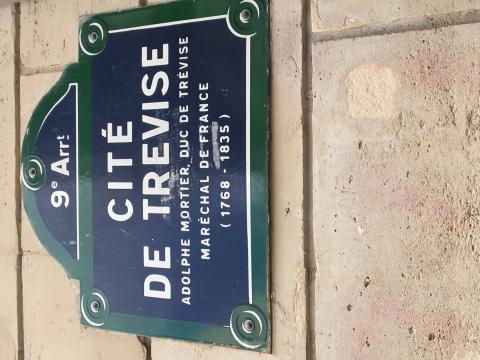 9e Arrt
CITÉ
DE TRÉVISE
ADOLPHE MORTIER, DUC DE TRÉVISE
MARÉCHAL DE FRANCE
( 1768 - 1835 )